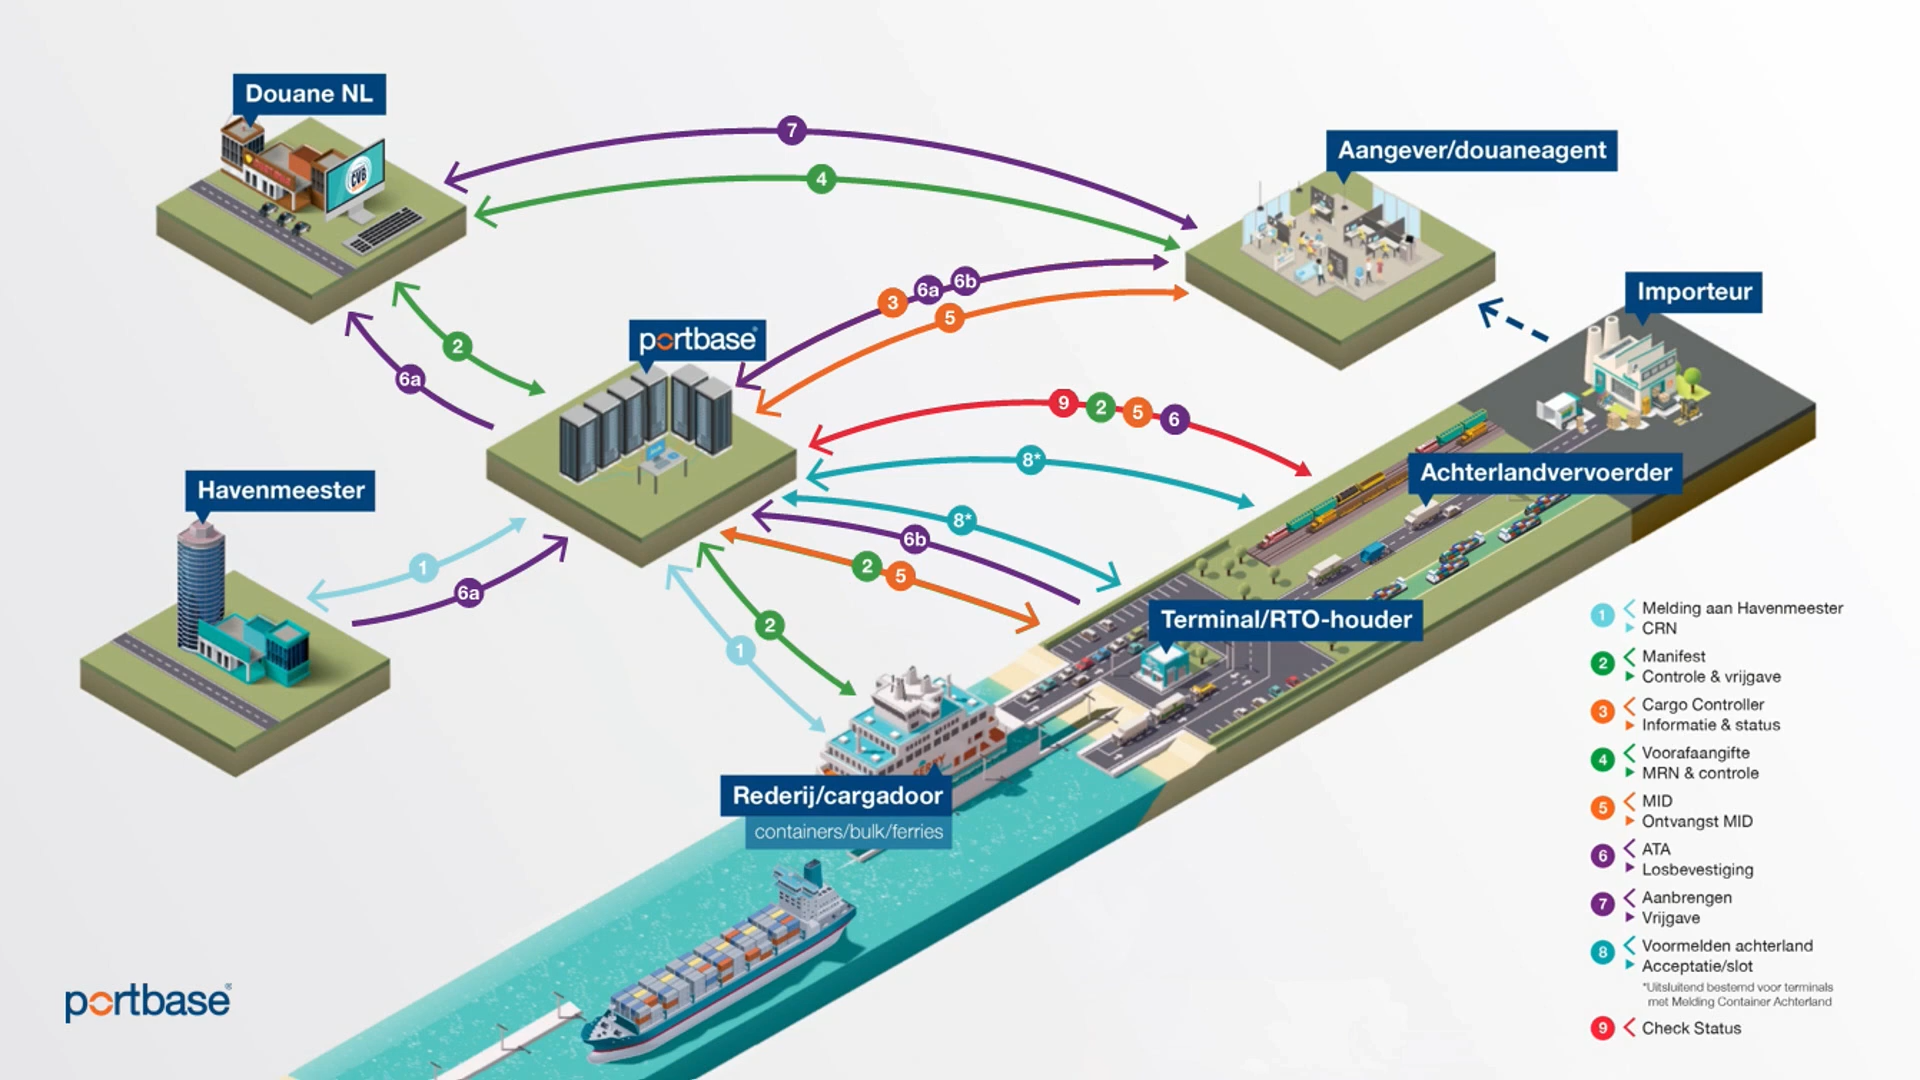 Douane NL
CVB
7
4
Aangever/douaneagent
3
6a
6b
5
Importeur
2
6a
portbase®
9
2
5
6
8*
Achterlandvervoerder
Havenmeester
8*
6b
2
5
1
6a
2
1
Terminal/RTO-houder
FERRY
Rederij/cargadoor
containers/bulk/ferries
1 Melding aan Havenmeester
CRN
2 Manifest
Controle & vrijgave
3 Cargo Controller
Informatie & status
4 Voorafaangifte
MRN & controle
5 MID
Ontvangst MID
6 ATA
Losbevestiging
7 Aanbrengen
Vrijgave
8 Voormelden achterland
Acceptatie/slot
*Uitsluitend bestemd voor terminals
met Melding Container Achterland
9 Check Status
portbase®